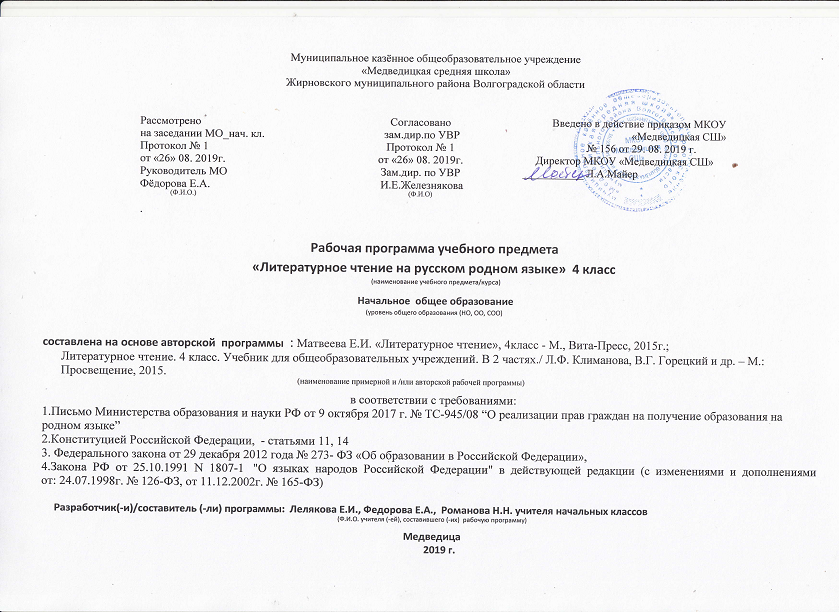 Муниципальное казённое общеобразовательное учреждение
«Медведицкая средняя школа»
Жирновского муниципального района Волгоградской области
Рассмотрено
на заседании МО_нач. кл.
Протокол № 1
от «26» 08. 2019г.
Руководитель МО
Фёдорова Е.А.
(Ф.И.О.)
.
Согласовано
зам.дир.по УВР
Протокол № 1
от «26» 08. 2019г.
Зам.дир. по УВР
И.Е.Железнякова
(Ф.И.О)
Введено в действие приказом МКОУ
«Медведицкая СШ»
№ 156 от 29. 08. 2019 г.
Директор МКОУ «Медведицкая СШ»
Л.А.Майер
Рабочая программа учебного предмета
«Литературное чтение на русском родном языке» 4 класс
(наименование учебного предмета/курса)
Начальное общее образование
(уровень общего образования (НО, ОО, СОО)
составлена на основе авторской программы : Матвеева Е.И. «Литературное чтение», 4класс - М., Вита-Пресс, 2015г.;
Литературное чтение. 4 класс. Учебник для общеобразовательных учреждений. В 2 частях./ Л.Ф. Климанова, В.Г. Горецкий и др. – М.:
Просвещение, 2015.
(наименование примерной и /или авторской рабочей программы)
в соответствии с требованиями:
1.Письмо Министерства образования и науки РФ от 9 октября 2017 г. № ТС-945/08 “О реализации прав граждан на получение образования на
родном языке”
2.Конституцией Российской Федерации, - статьями 11, 14
3. Федерального закона от 29 декабря 2012 года № 273- ФЗ «Об образовании в Российской Федерации»,
4.Закона РФ от 25.10.1991 N 1807-1 "О языках народов Российской Федерации" в действующей редакции (с изменениями и дополнениями
от: 24.07.1998г. № 126-ФЗ, от 11.12.2002г. № 165-ФЗ)
Разработчик(-и)/составитель (-ли) программы: Лелякова Е.И., Федорова Е.А., Романова Н.Н. учителя начальных классов
(Ф.И.О. учителя (-ей), составившего (-их) рабочую программу)
Медведица
2019 г.